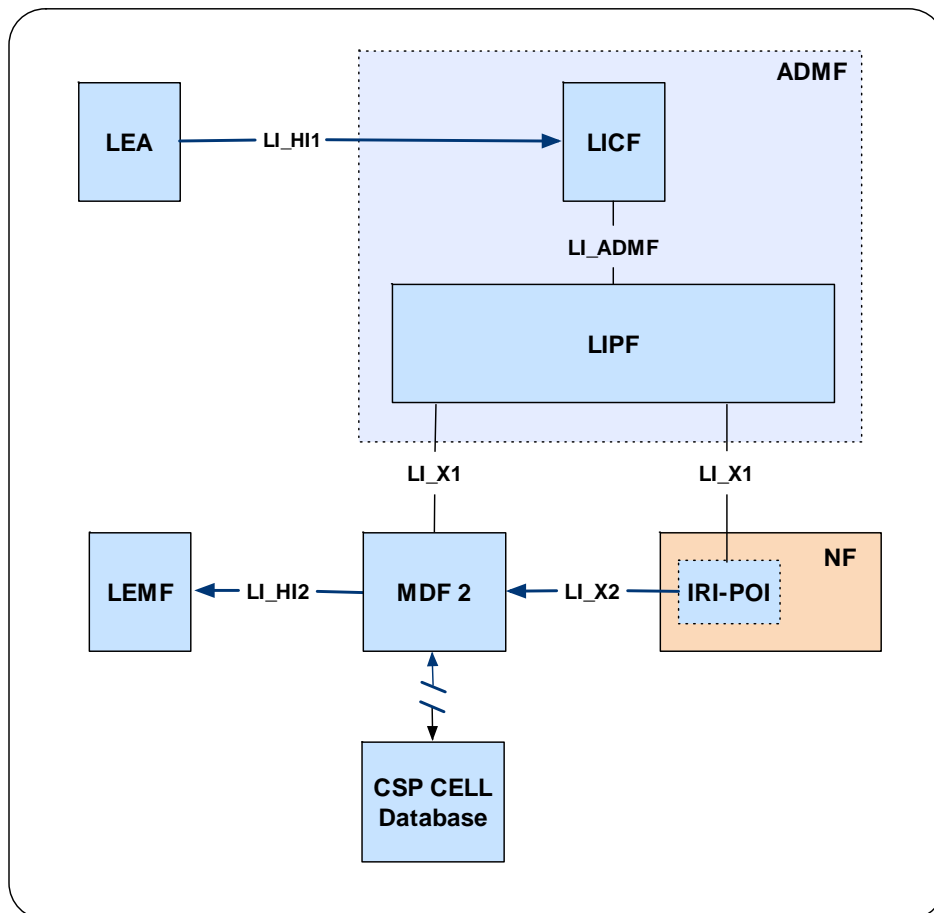 ADMF
LEA
LI_HI1
LICF
LI_ADMF
LIPF
LI_X1
LI_X1
NF
LEMF
LI_HI2
MDF 2
LI_X2
IRI-POI
CSP CELL
Database